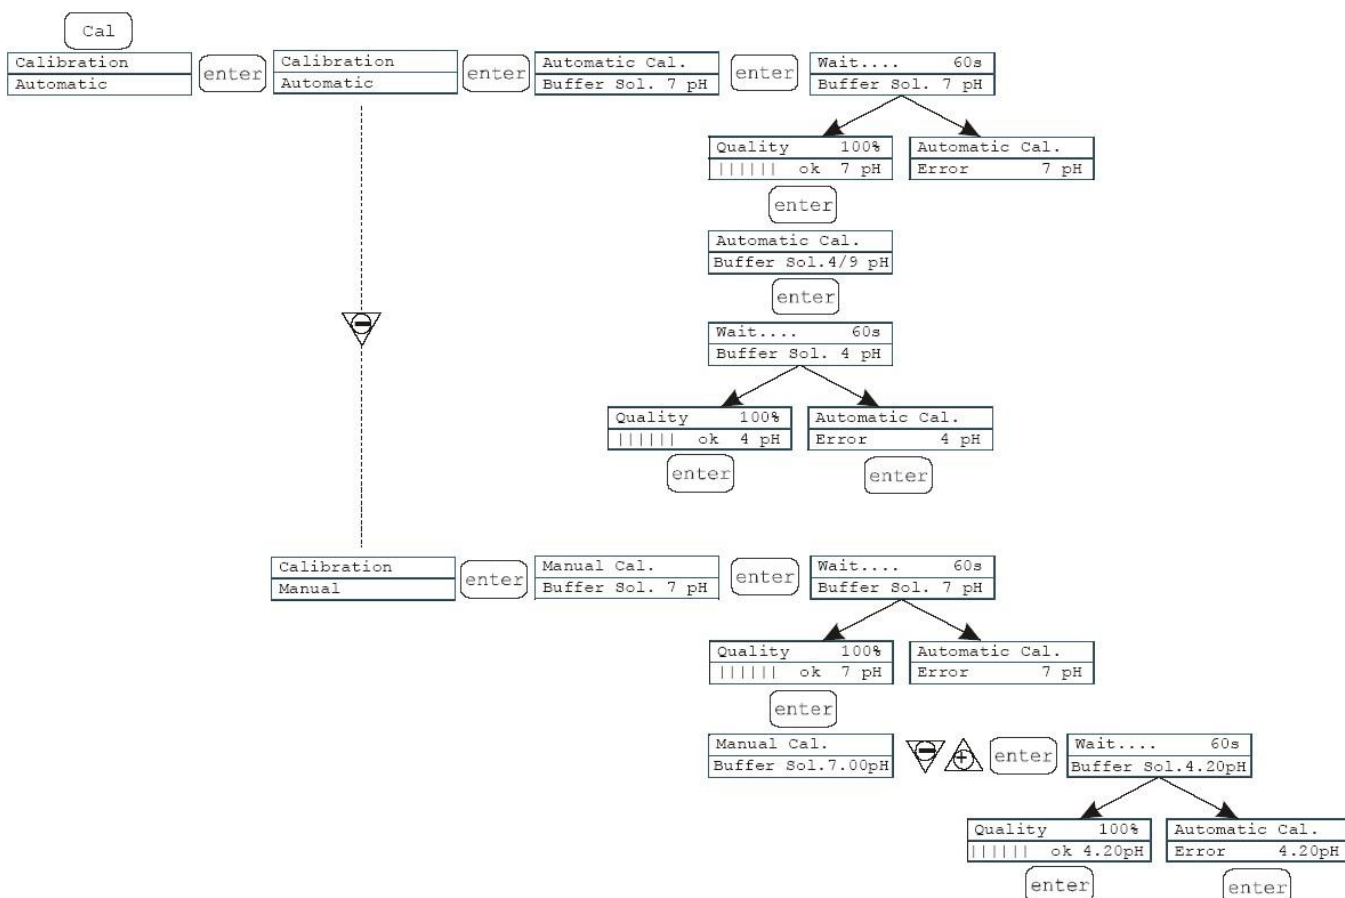 Cal
Calibration
Automatic
enter
Calibration
Automatic
enter
Automatic Cal.
Buffer Sol. 7 pH
enter
Wait.... 60s
Buffer Sol. 7 pH
Quality 100%
|||||| ok 7 pH
Automatic Cal.
Error 7 pH
enter
Automatic Cal.
Buffer Sol.4/9 pH
enter
Wait.... 60s
Buffer Sol. 4 pH
Quality 100%
|||||| ok 4 pH
Automatic Cal.
Error 4 pH
enter
enter
Calibration
Manual
enter
Manual Cal.
Buffer Sol. 7 pH
enter
Wait.... 60s
Buffer Sol. 7 pH
Quality 100%
|||||| ok 7 pH
Automatic Cal.
Error 7 pH
enter
Manual Cal.
Buffer Sol.7.00pH
enter
Wait.... 60s
Buffer Sol.4.20pH
Quality 100%
|||||| ok 4.20pH
Automatic Cal.
Error 4.20pH
enter
enter